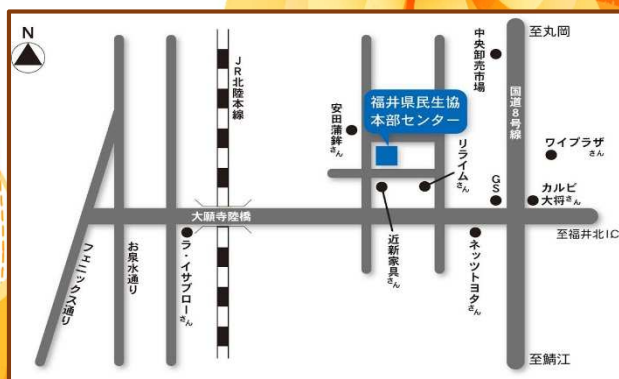 N
JR北陸本線
中央卸売市場
至丸岡
国道8号線
安田蒲鉾さん
福井県民生協
本部センター
リライムさん
ワイプラザさん
GS
カルビ
大将さん
大願寺陸橋
至福井北IC
フェニックス通り
お泉水通り
ラ・イサブローさん
近新家具さん
ネッツトヨタさん
至鯖江